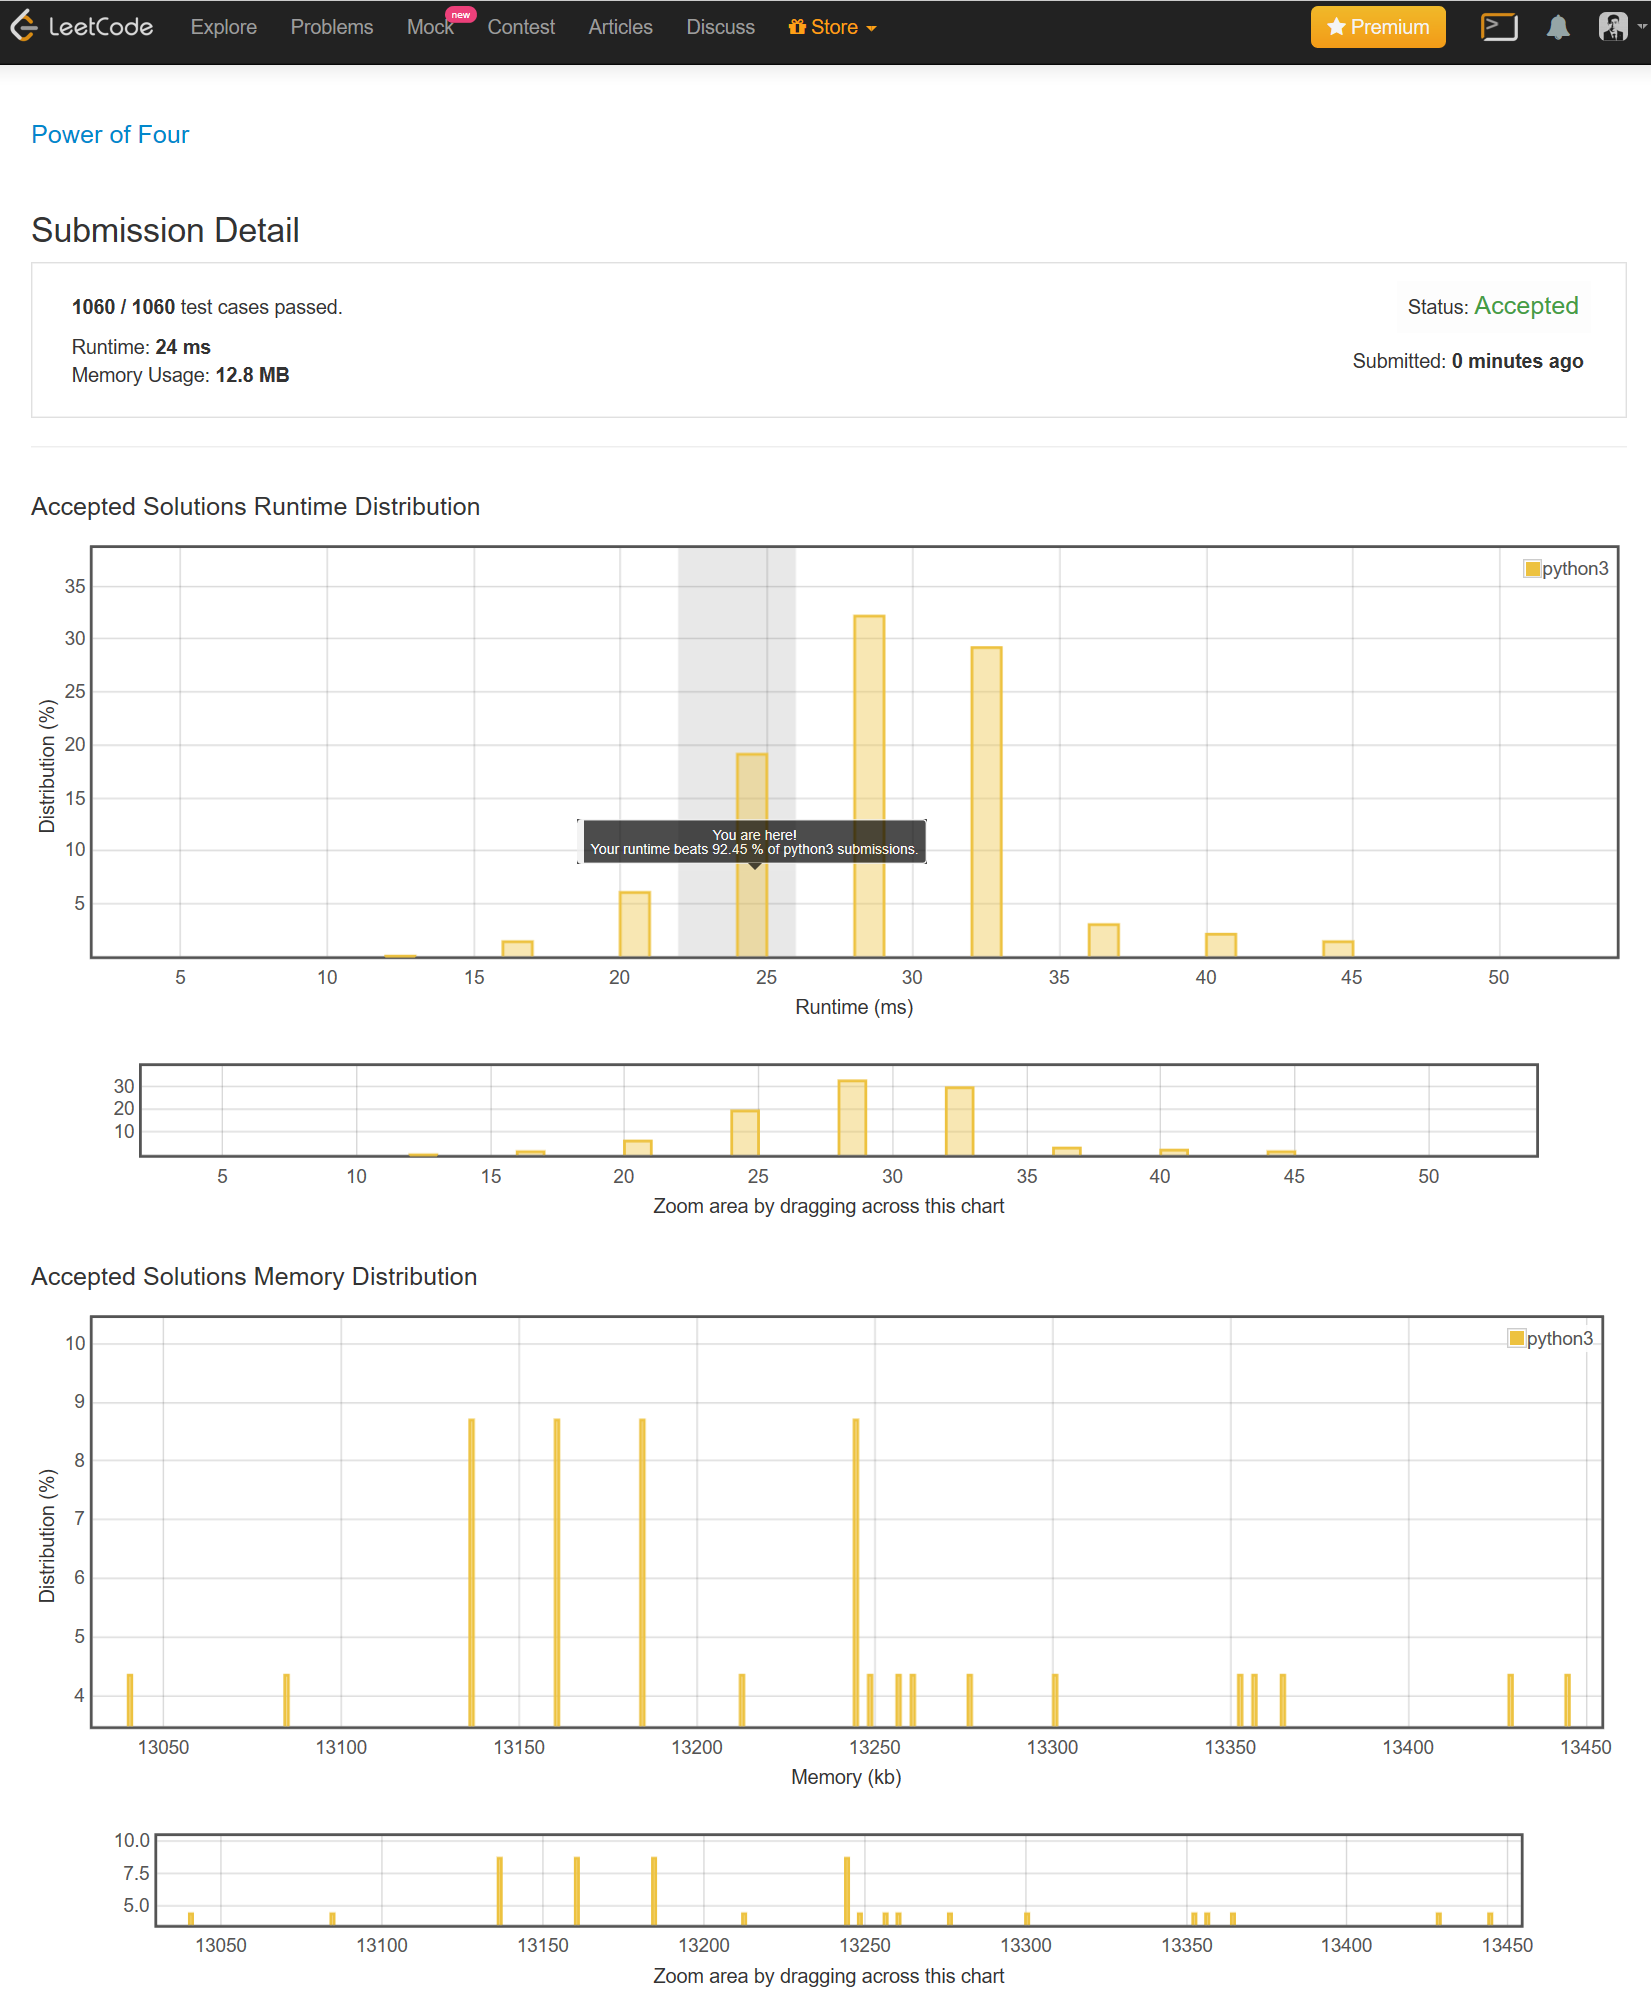 LeetCode Explore Problems Mock new Contest Articles Discuss Store Premium
Power of Four
Submission Detail
1060 / 1060 test cases passed.
Status: Accepted
Runtime: 24 ms
Submitted: 0 minutes ago
Memory Usage: 12.8 MB
Accepted Solutions Runtime Distribution
python3
35
30
25
20
15
10
5
Distribution (%)
You are here!
Your runtime beats 92.45 % of python3 submissions.
5 10 15 20 25 30 35 40 45 50
Runtime (ms)
30
20
10
5 10 15 20 25 30 35 40 45 50
Zoom area by dragging across this chart
Accepted Solutions Memory Distribution
python3
10
9
8
7
6
5
4
Distribution (%)
13050 13100 13150 13200 13250 13300 13350 13400 13450
Memory (kb)
10.0
7.5
5.0
13050 13100 13150 13200 13250 13300 13350 13400 13450
Zoom area by dragging across this chart